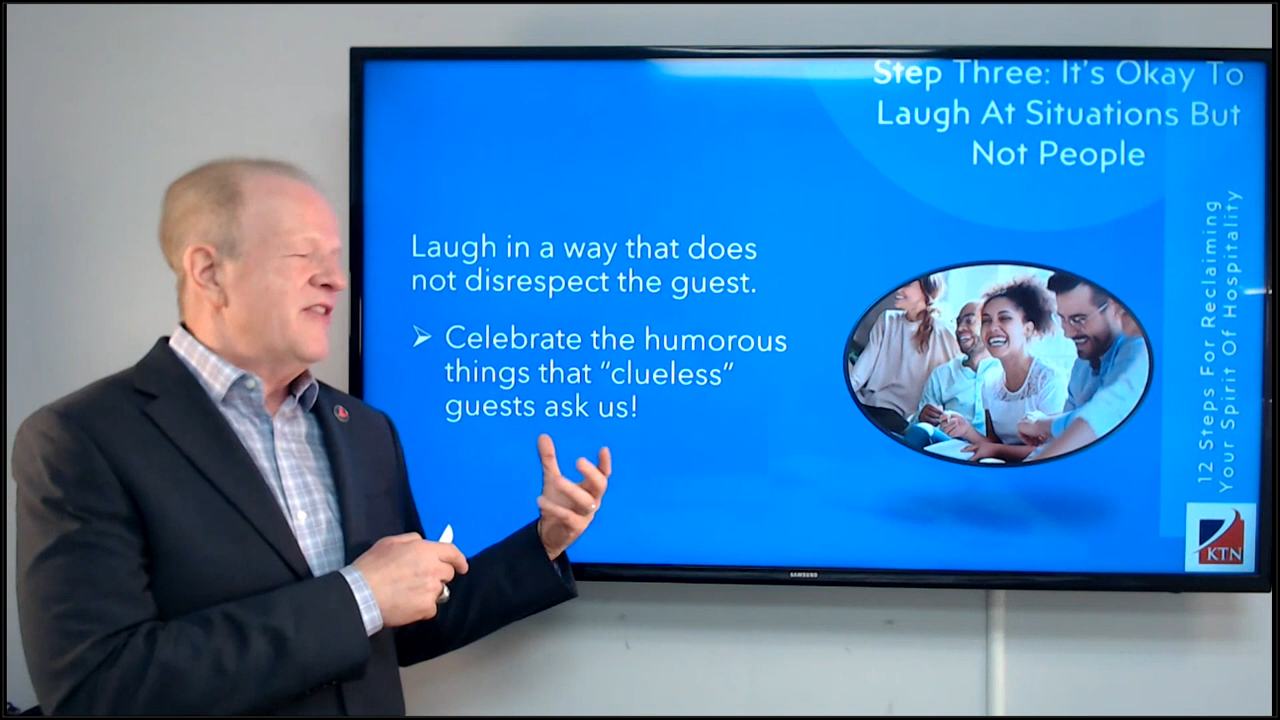 Step Three: It's Okay To
Laugh At Situations But
Not People
Laugh in a way that does
not disrespect the guest.
➢ Celebrate the humorous
things that “clueless”
guests ask us!
12 Steps For Reclaiming
Your Spirit Of Hospitality
KTN
SAMSUNG